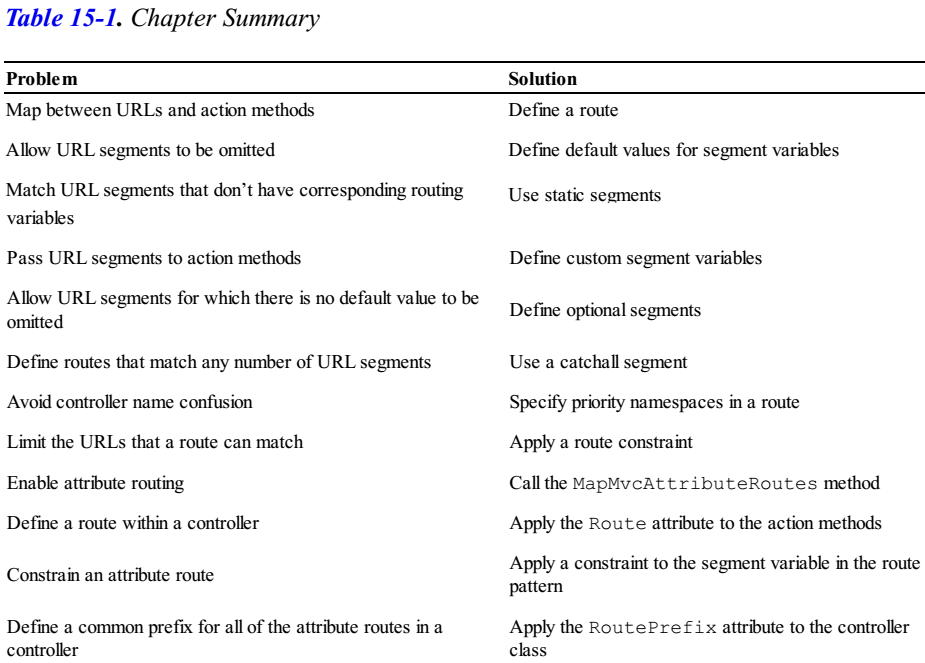 Table 15-1. Chapter Summary
Problem Solution
Map between URLs and action methods Define a route
Allow URL segments to be omitted Define default values for segment variables
Match URL segments that don’t have corresponding routing
variables
Use static segments
Pass URL segments to action methods Define custom segment variables
Allow URL segments for which there is no default value to be
omitted
Define optional segments
Define routes that match any number of URL segments Use a catchall segment
Avoid controller name confusion Specify priority namespaces in a route
Limit the URLs that a route can match Apply a route constraint
Enable attribute routing Call the MapMvcAttributeRoutes method
Define a route within a controller Apply the Route attribute to the action methods
Constrain an attribute route
Apply a constraint to the segment variable in the route
pattern
Define a common prefix for all of the attribute routes in a
controller
Apply the RoutePrefix attribute to the controller
class